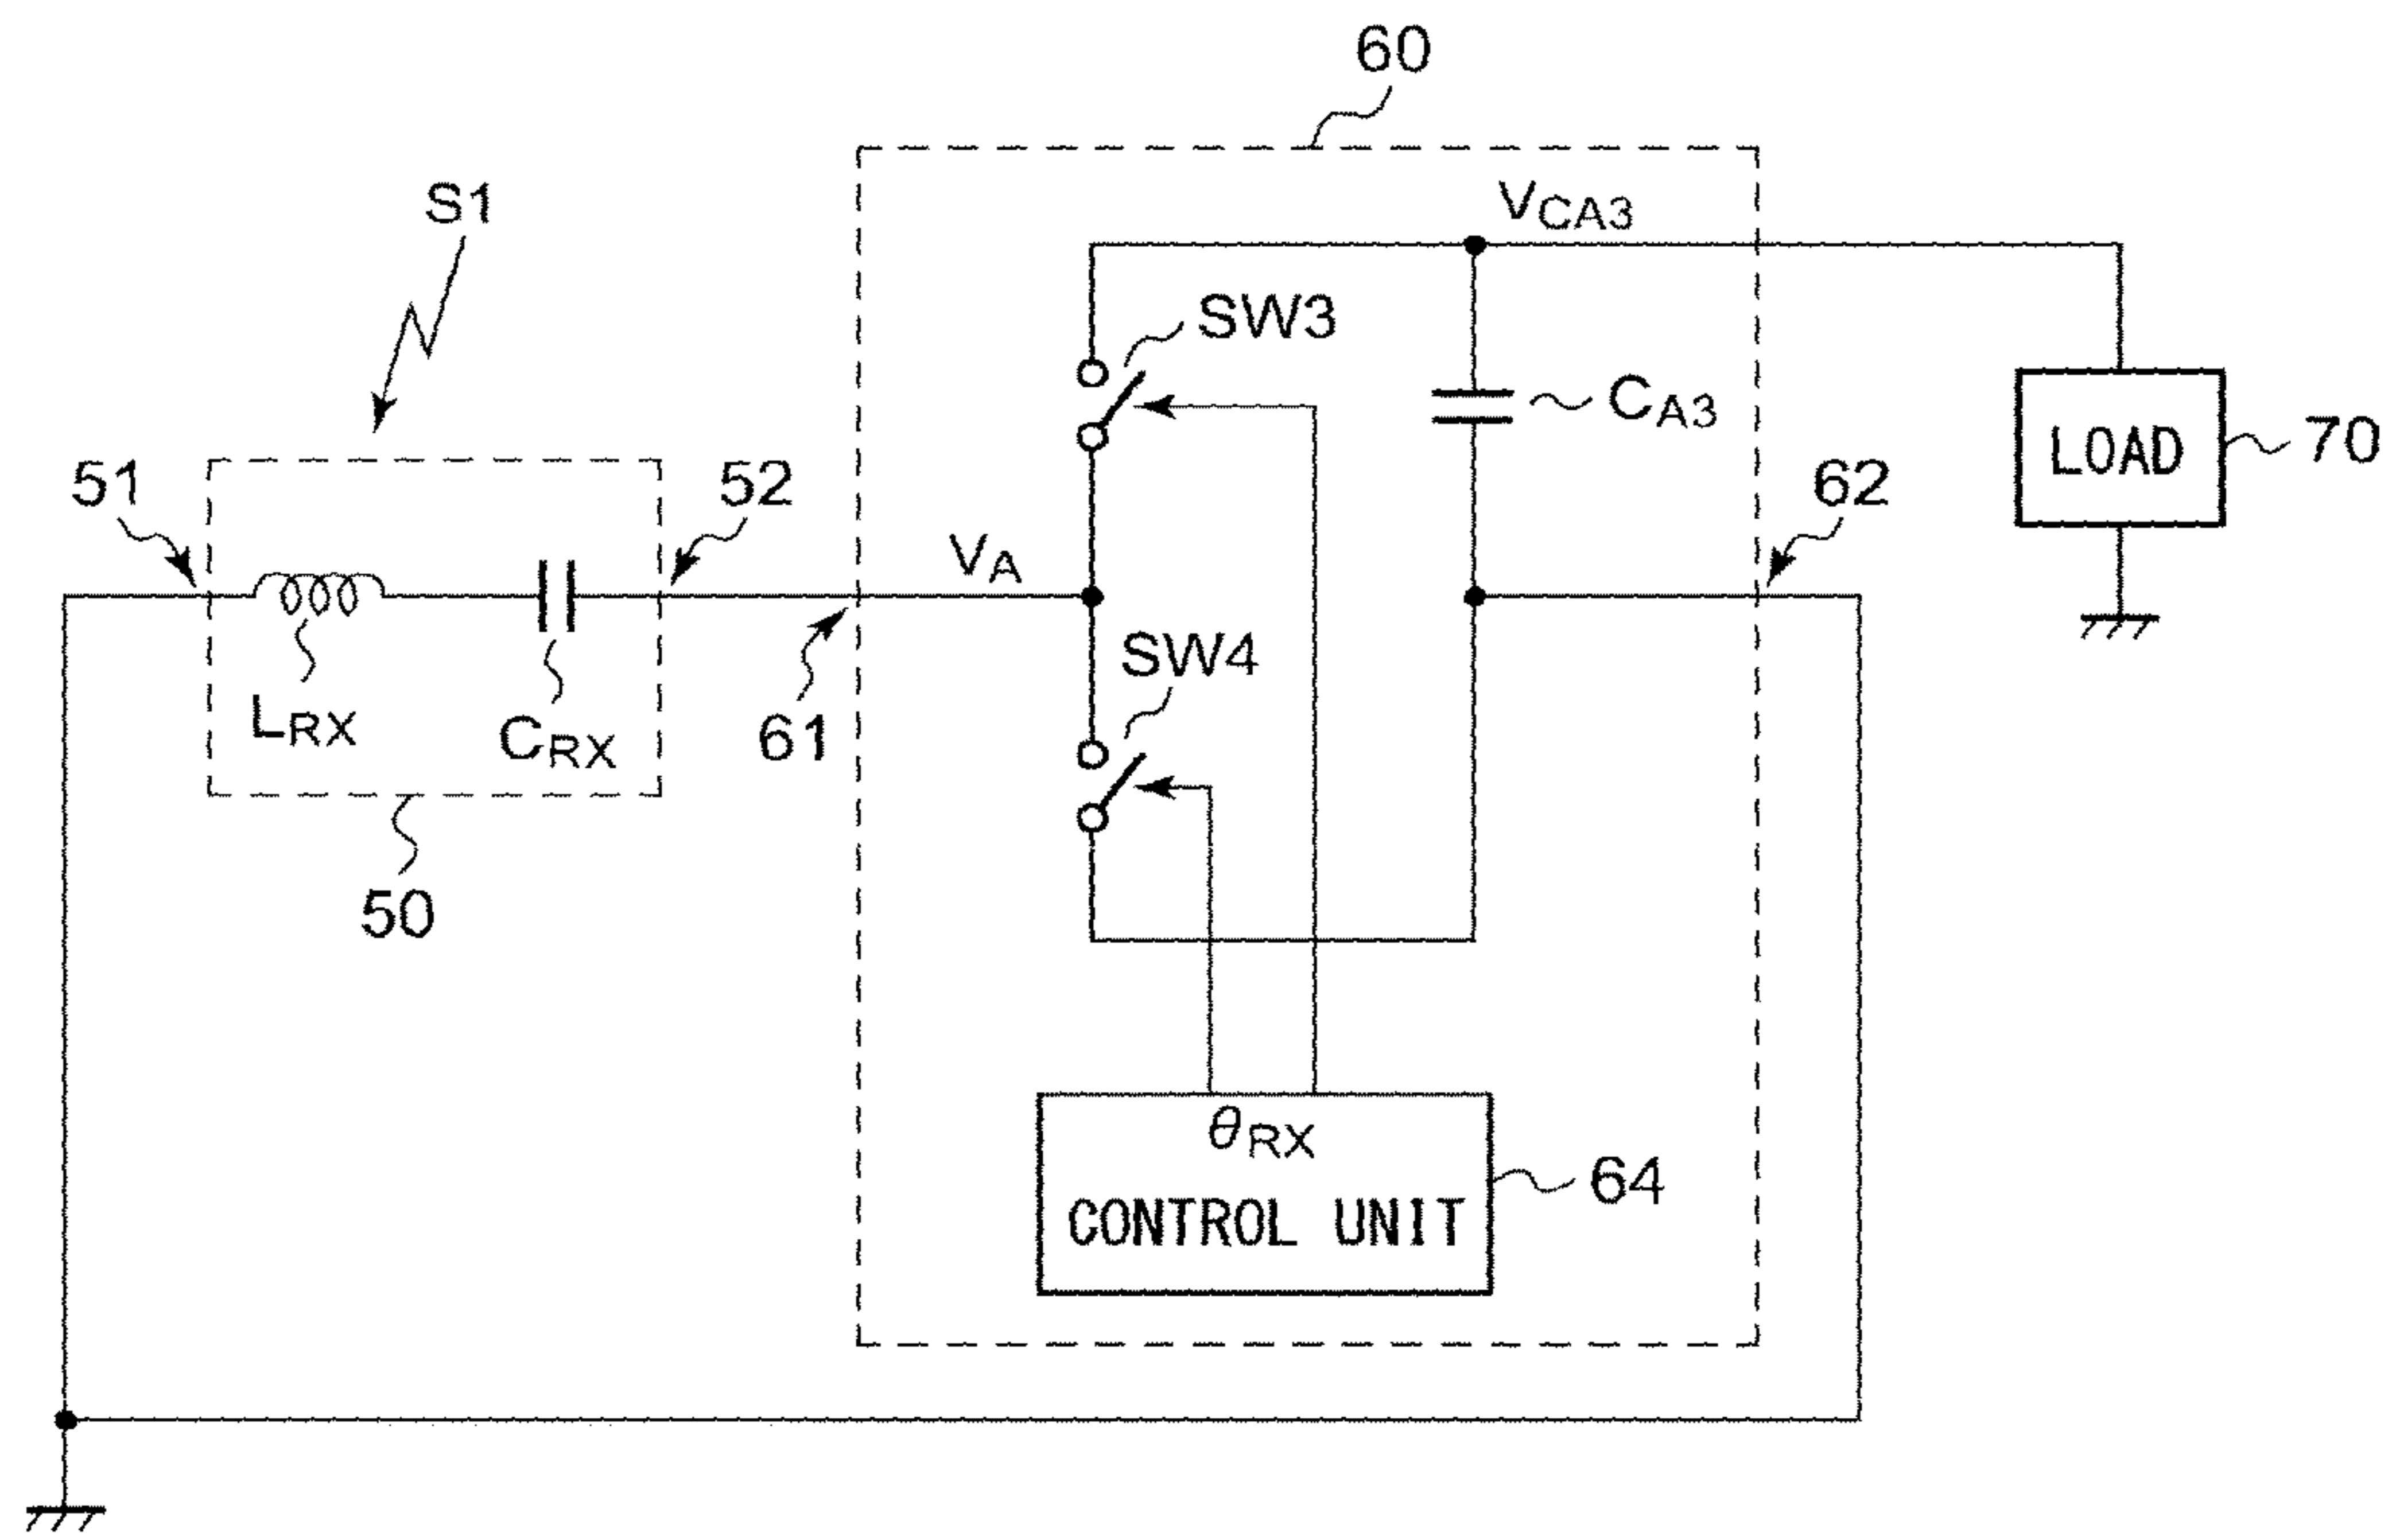 60
S1
VCA3
SW3
CA3
LOAD
70
51
52
62
VA
SW4
LRX
CRX
61
50
θRX
CONTROL UNIT
64